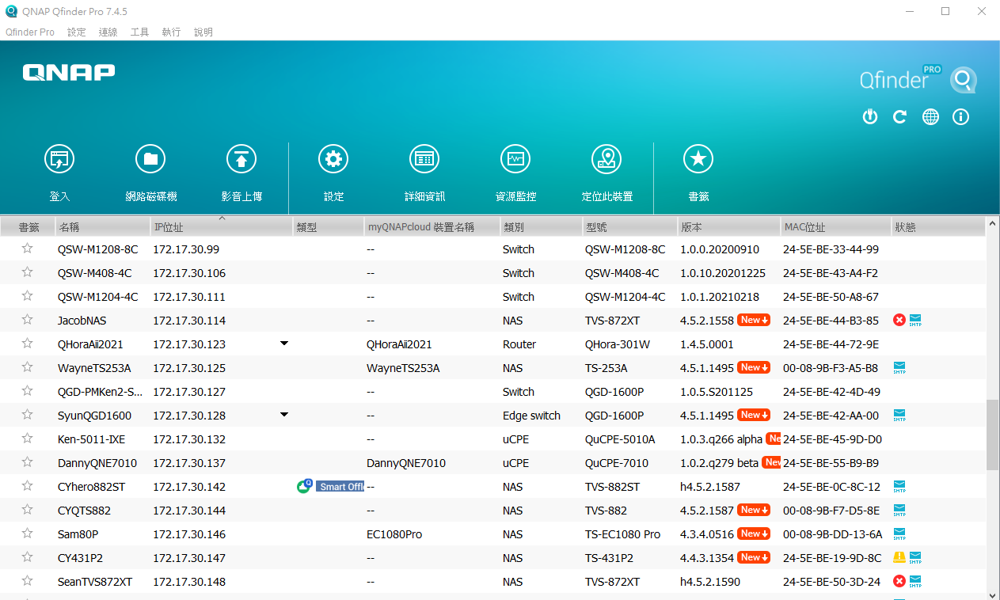 QNAP Qfinder Pro 7.4.5
Qfinder Pro 設定 連線 工具 執行 說明
QNAP
Qfinder PRO
登入 網路磁碟機 影音上傳 設定 詳細資訊 資源監控 定位此裝置 書籤
書籤 名稱 IP位址 類型 myQNAPcloud 裝置名稱 類別 型號 版本 MAC位址 狀態
QSW-M1208-8C 172.17.30.99 -- Switch QSW-M1208-8C 1.0.0.20200910 24-5E-BE-33-44-99
QSW-M408-4C 172.17.30.106 -- Switch QSW-M408-4C 1.0.10.20201225 24-5E-BE-43-A4-F2
QSW-M1204-4C 172.17.30.111 -- Switch QSW-M1204-4C 1.0.1.20210218 24-5E-BE-50-A8-67
JacobNAS 172.17.30.114 -- NAS TVS-872XT 4.5.2.1558 New 24-5E-BE-44-B3-85 SMTP
QHoraAii2021 172.17.30.123 QHoraAii2021 Router QHora-301W 1.4.5.0001 24-5E-BE-44-72-9E
WayneTS253A 172.17.30.125 WayneTS253A NAS TS-253A 4.5.1.1495 New 00-08-9B-F3-A5-B8 SMTP
QGD-PMKen2-S... 172.17.30.127 -- Switch QGD-1600P 1.0.5.S201125 24-5E-BE-42-4D-49
SyunQGD1600 172.17.30.128 -- Edge switch QGD-1600P 4.5.1.1495 New 24-5E-BE-42-AA-00 SMTP
Ken-5011-IXE 172.17.30.132 -- uCPE QuCPE-5010A 1.0.3.q266 alpha Ne 24-5E-BE-45-9D-D0
DannyQNE7010 172.17.30.137 DannyQNE7010 uCPE QuCPE-7010 1.0.2.q279 beta New 24-5E-BE-55-B9-B9
CYhero882ST 172.17.30.142 Smart Offi -- NAS TVS-882ST h4.5.2.1587 24-5E-BE-0C-8C-12 SMTP
CYQTS882 172.17.30.144 -- NAS TVS-882 4.5.2.1587 New 00-08-9B-F7-D5-8E SMTP
Sam80P 172.17.30.146 EC1080Pro NAS TS-EC1080 Pro 4.3.4.0516 New 00-08-9B-DD-13-6A SMTP
CY431P2 172.17.30.147 -- NAS TS-431P2 4.4.3.1354 New 24-5E-BE-19-9D-8C SMTP
SeanTVS872XT 172.17.30.148 -- NAS TVS-872XT h4.5.2.1590 24-5E-BE-50-3D-24 SMTP